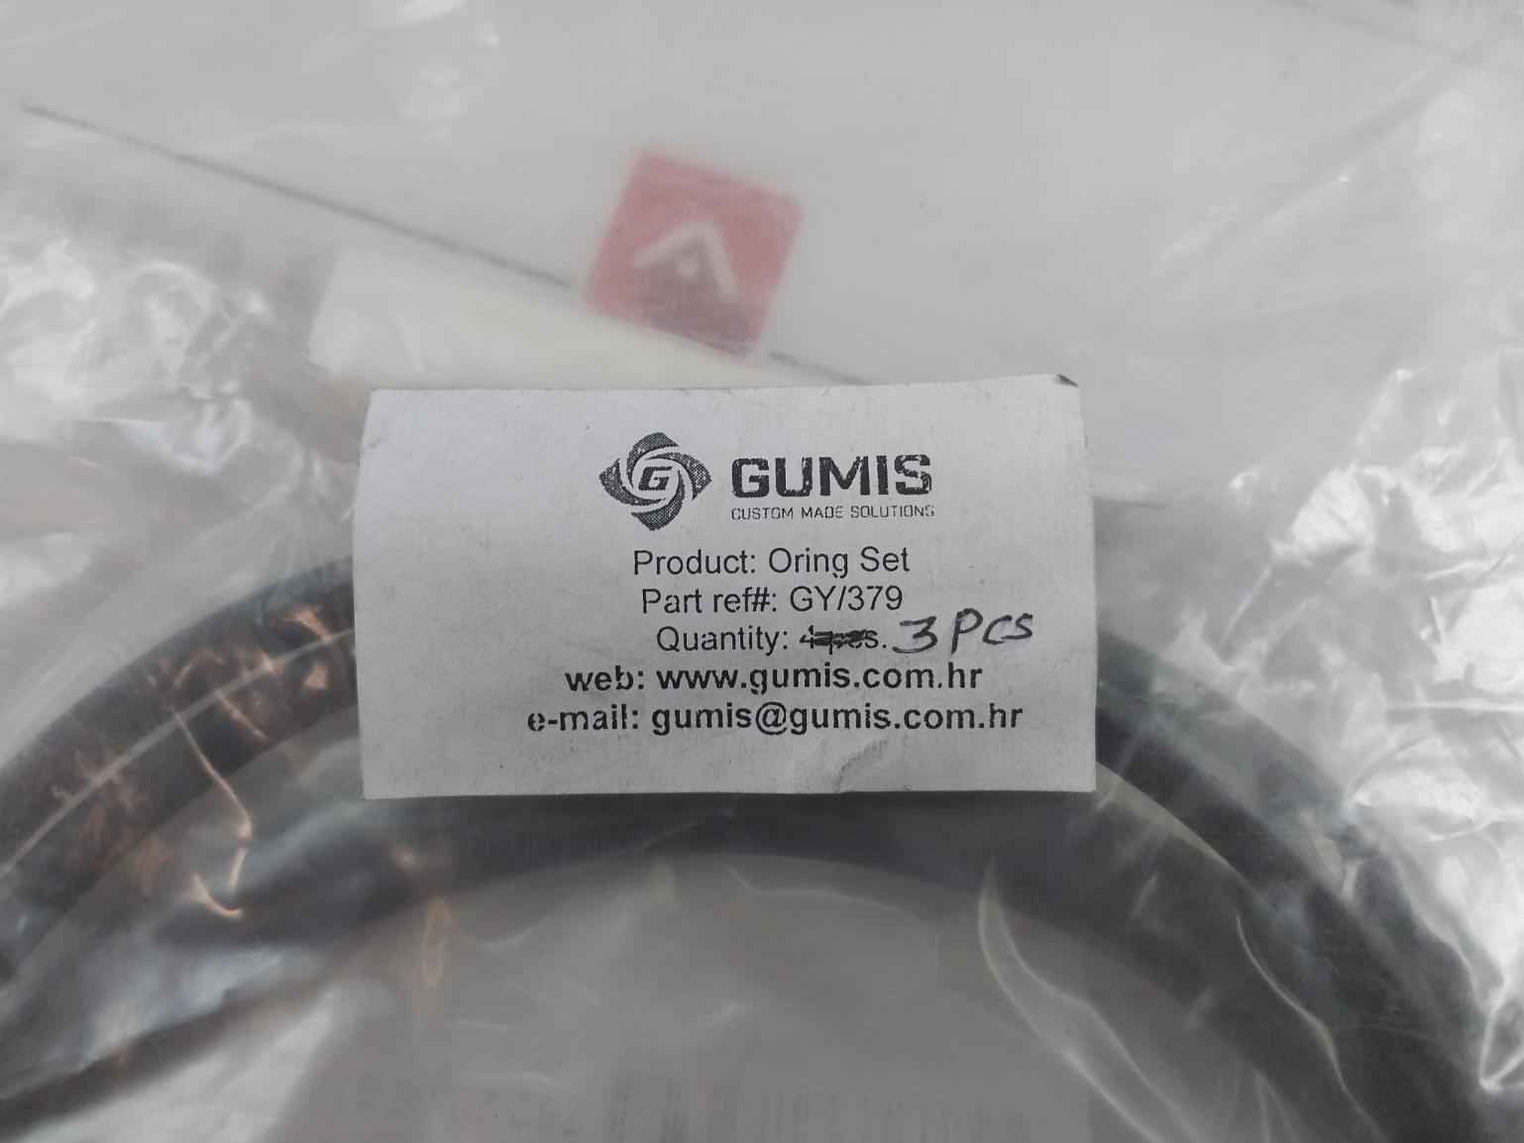 G GUMIS
CUSTOM MADE SOLUTIONS
Product: Oring Set
Part ref#: GY/379
Quantity: 4pcs. 3 PCS
web: www.gumis.com.hr
e-mail: gumis@gumis.com.hr